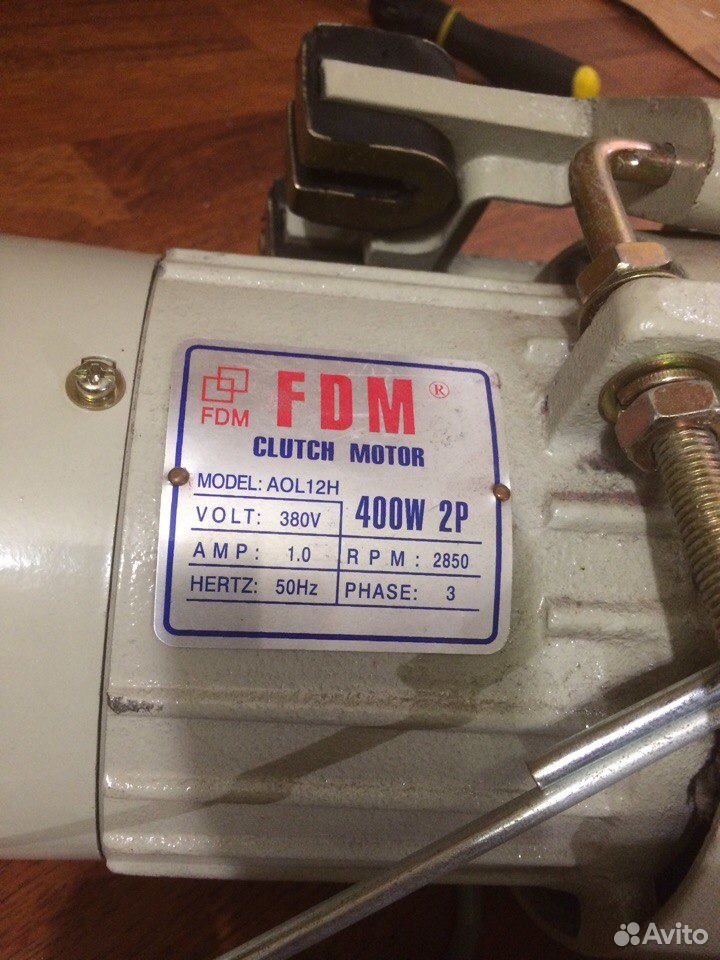 FDM ®
FDM
CLUTCH MOTOR
MODEL: AOL12H
VOLT: 380V
400W 2P
AMP: 1.0
RPM: 2850
HERTZ: 50Hz
PHASE: 3
Avito